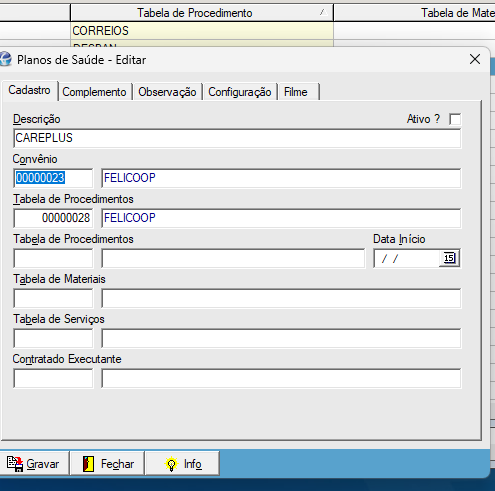 Tabela de Procedimento / Tabela de Mate
CORREIOS
Planos de Saúde - Editar
Cadastro Complemento Observação Configuração Filme
Descrição Ativo ?
CAREPLUS
Convênio
00000023 FELICOOP
Tabela de Procedimentos
00000028 FELICOOP
Tabela de Procedimentos Data Início
/ / 15
Tabela de Materiais
Tabela de Serviços
Contratado Executante
Gravar Fechar Info